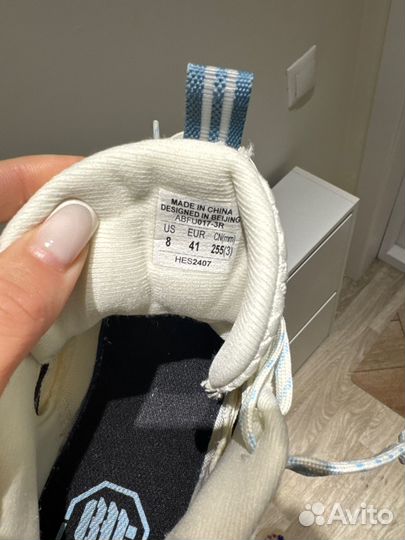 MADE IN CHINA
DESIGNED IN BEIJING
ABFU017-3R
US EUR CN(mm)
8 41 255(3)
HES2407
Avito